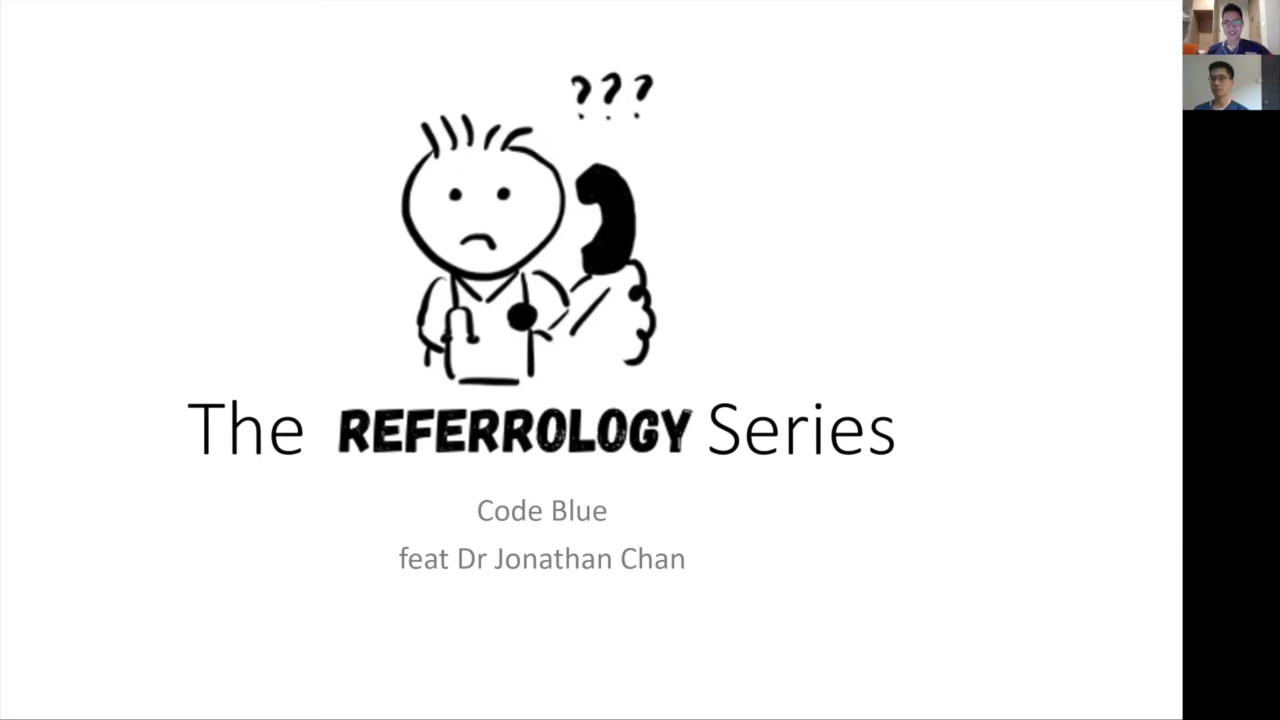 ???
The REFERROLOGY Series
Code Blue
feat Dr Jonathan Chan